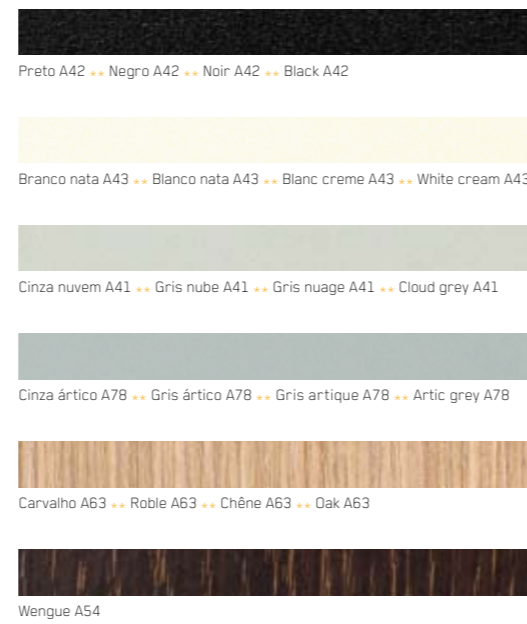 Preto A42 ** Negro A42 ** Noir A42 ** Black A42
Branco nata A43 ** Blanco nata A43 ** Blanc creme A43 ** White cream A43
Cinza nuvem A41 ** Gris nube A41 ** Gris nuage A41 ** Cloud grey A41
Cinza ártico A78 ** Gris ártico A78 ** Gris artique A78 ** Artic grey A78
Carvalho A63 ** Roble A63 ** Chêne A63 ** Oak A63
Wengue A54